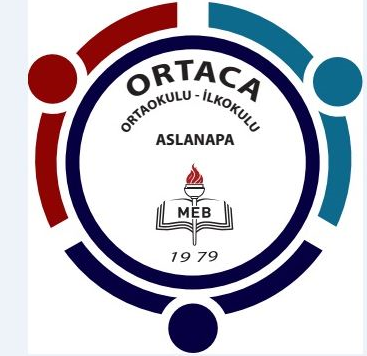 ORTACA
ORTAOKULU - İLKOKULU
ASLANAPA
MEB
1979